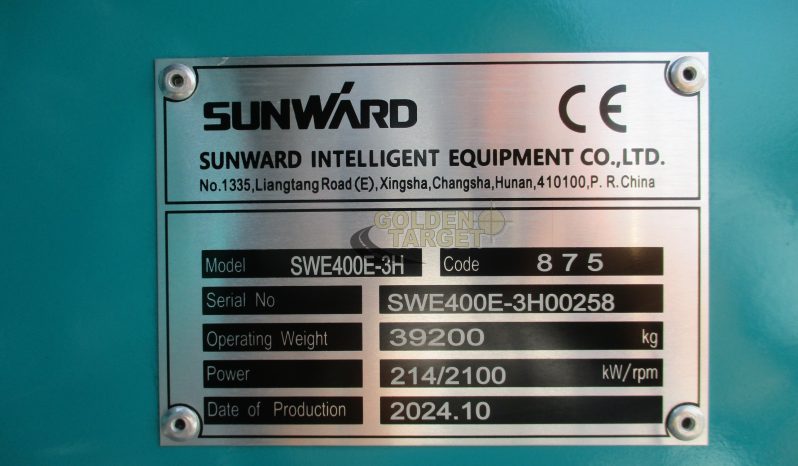 SUNWARD CE
SUNWARD INTELLIGENT EQUIPMENT CO.,LTD.
No.1335,Liangtang Road (E),Xingsha,Changsha,Hunan,410100,P.R.China
GOLDEN
TARGET
Model SWE400E-3H Code 875
Serial No SWE400E-3H00258
Operating Weight 39200 kg
Power 214/2100 kW/rpm
Date of Production 2024.10